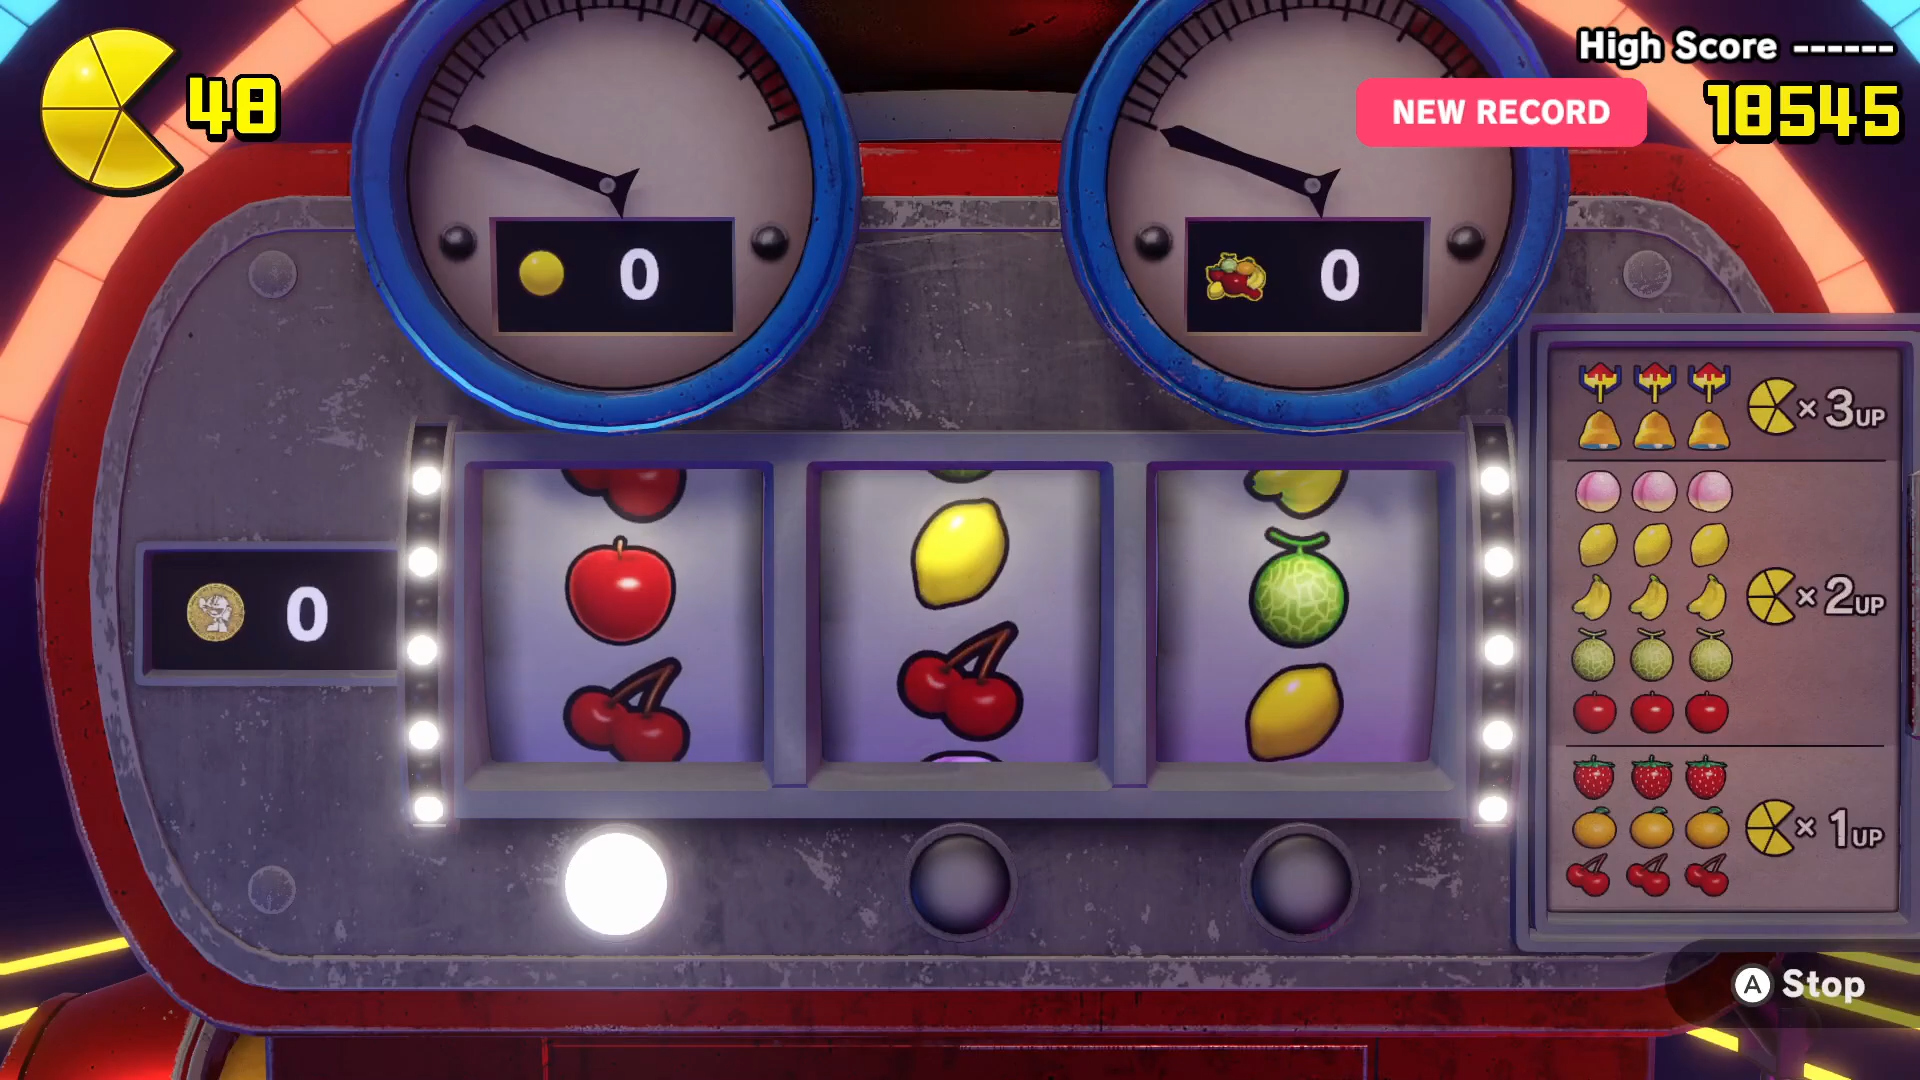 High Score ------
48
NEW RECORD
18545
0
0
× 3UP
× 2UP
0
× 1UP
A Stop